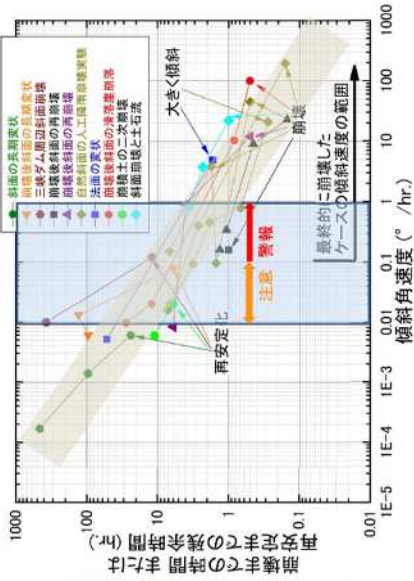 崩壊までの時間 または
再安定までの残余時間 (hr.)
1000
100
10
1
0.1
0.01
斜面の長期変状
崩壊後斜面の長期変状
三峡ダム周辺斜面崩壊
崩壊後斜面の再崩壊
崩壊後斜面の再崩壊
自然斜面の人工降雨崩壊実験
法面の変状
崩壊後斜面の滑落崖崩落
崩積土の二次崩壊
斜面崩壊と土石流
大きく傾斜
再安定化
注意
警報
崩壊
最終的に崩壊した
ケースの傾斜速度の範囲
1E-5
1E-4
1E-3
0.01
0.1
1
10
100
1000
傾斜角速度(°/hr.)